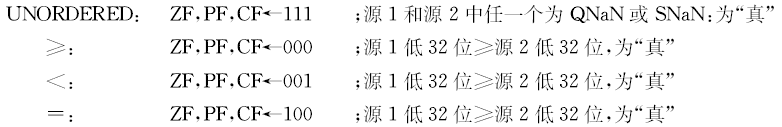 UNORDERED: ZF,PF,CF←111 ;源1和源2中任一个为QNaN或SNaN:为“真”
≥: ZF,PF,CF←000 ;源1低32位≥源2低32位,为“真”
<: ZF,PF,CF←001 ;源1低32位≥源2低32位,为“真”
=: ZF,PF,CF←100 ;源1低32位≥源2低32位,为“真”